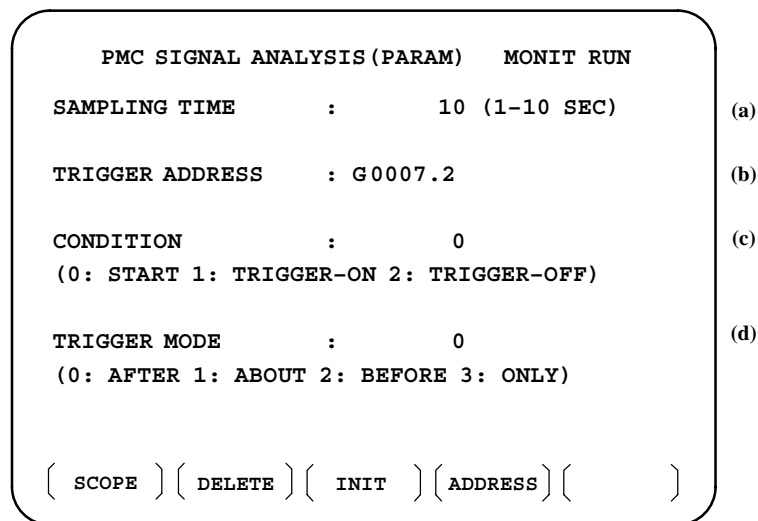 PMC SIGNAL ANALYSIS(PARAM) MONIT RUN
SAMPLING TIME : 10 (1-10 SEC) (a)
TRIGGER ADDRESS : G0007.2 (b)
CONDITION : 0 (c)
(0: START 1: TRIGGER-ON 2: TRIGGER-OFF)
TRIGGER MODE : 0 (d)
(0: AFTER 1: ABOUT 2: BEFORE 3: ONLY)
SCOPE DELETE INIT ADDRESS